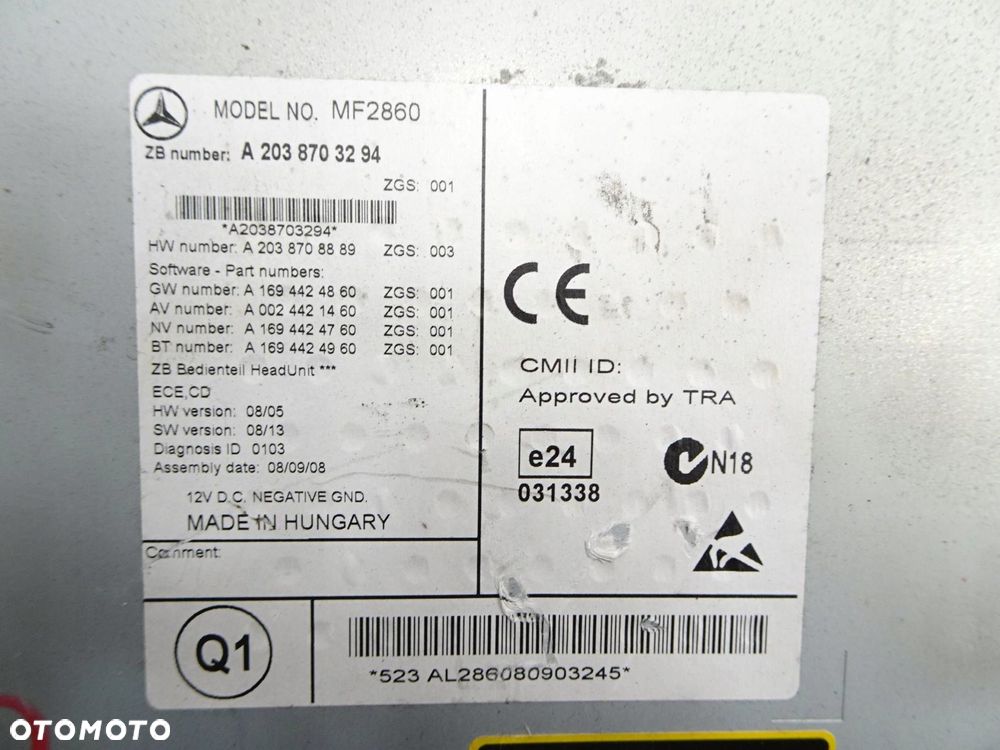 MODEL NO. MF2860
ZB number: A 203 870 32 94
ZGS: 001
*A2038703294*
HW number: A 203 870 88 89 ZGS: 003
Software - Part numbers:
GW number: A 169 442 48 60 ZGS: 001
AV number: A 002 442 14 60 ZGS: 001
NV number: A 169 442 47 60 ZGS: 001
BT number: A 169 442 49 60 ZGS: 001
ZB Bedienteil HeadUnit ***
ECE,CD
HW version: 08/05
SW version: 08/13
Diagnosis ID 0103
Assembly date: 08/09/08
12V D.C. NEGATIVE GND.
MADE IN HUNGARY
Comment:
CE
CMII ID:
Approved by TRA
e24
031338
N18
Q1
*523 AL286080903245*
OTOMOTO